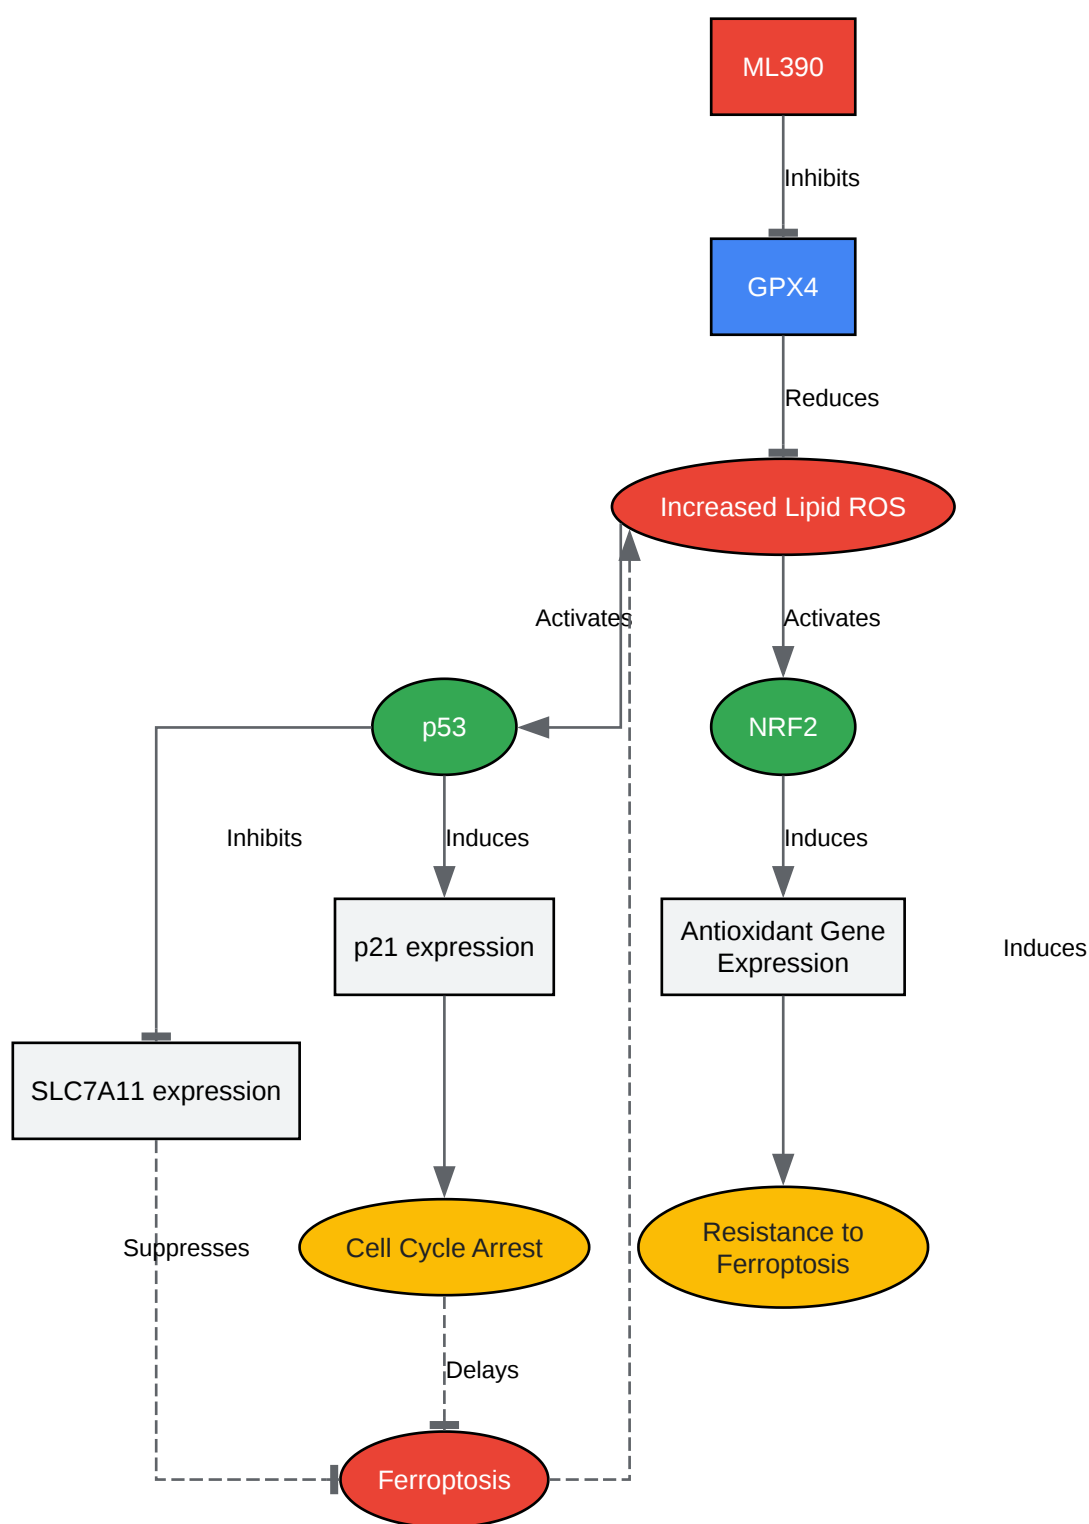 ML390
Inhibits
GPX4
Reduces
Increased Lipid ROS
Activates
Activates
p53
NRF2
Inhibits
Induces
Induces
p21 expression
Antioxidant Gene
Expression
Induces
SLC7A11 expression
Suppresses
Cell Cycle Arrest
Resistance to
Ferroptosis
Delays
Ferroptosis